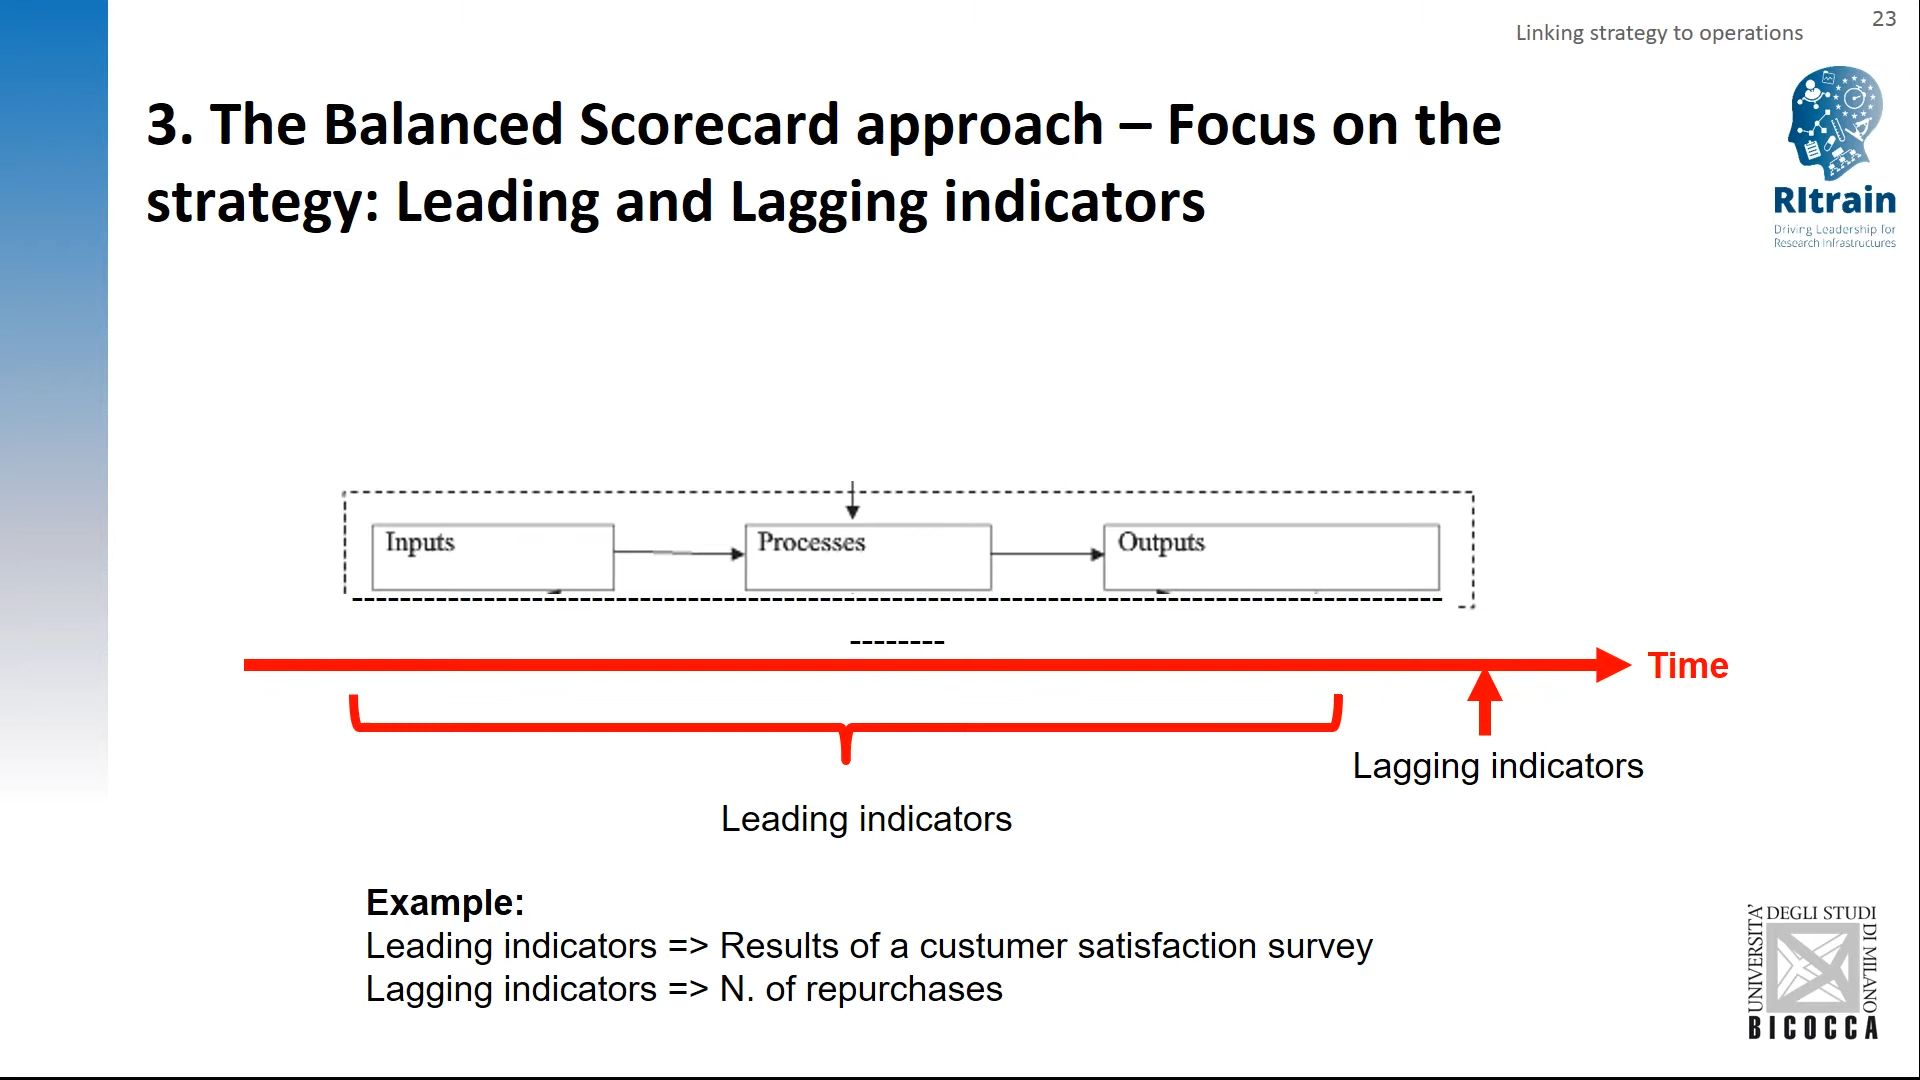 23
Linking strategy to operations
3. The Balanced Scorecard approach – Focus on the
strategy: Leading and Lagging indicators
RItrain
Driving Leadership for
Research Infrastructures
Inputs
Processes
Outputs
--------
Time
Lagging indicators
Leading indicators
Example:
Leading indicators => Results of a custumer satisfaction survey
Lagging indicators => N. of repurchases
UNIVERSITA'
DEGLI STUDI
DI MILANO
BICOCCA